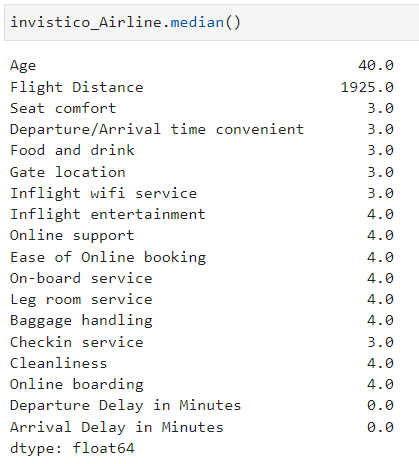 invistico_Airline.median()
Age 40.0
Flight Distance 1925.0
Seat comfort 3.0
Departure/Arrival time convenient 3.0
Food and drink 3.0
Gate location 3.0
Inflight wifi service 3.0
Inflight entertainment 4.0
Online support 4.0
Ease of Online booking 4.0
On-board service 4.0
Leg room service 4.0
Baggage handling 4.0
Checkin service 3.0
Cleanliness 4.0
Online boarding 4.0
Departure Delay in Minutes 0.0
Arrival Delay in Minutes 0.0
dtype: float64